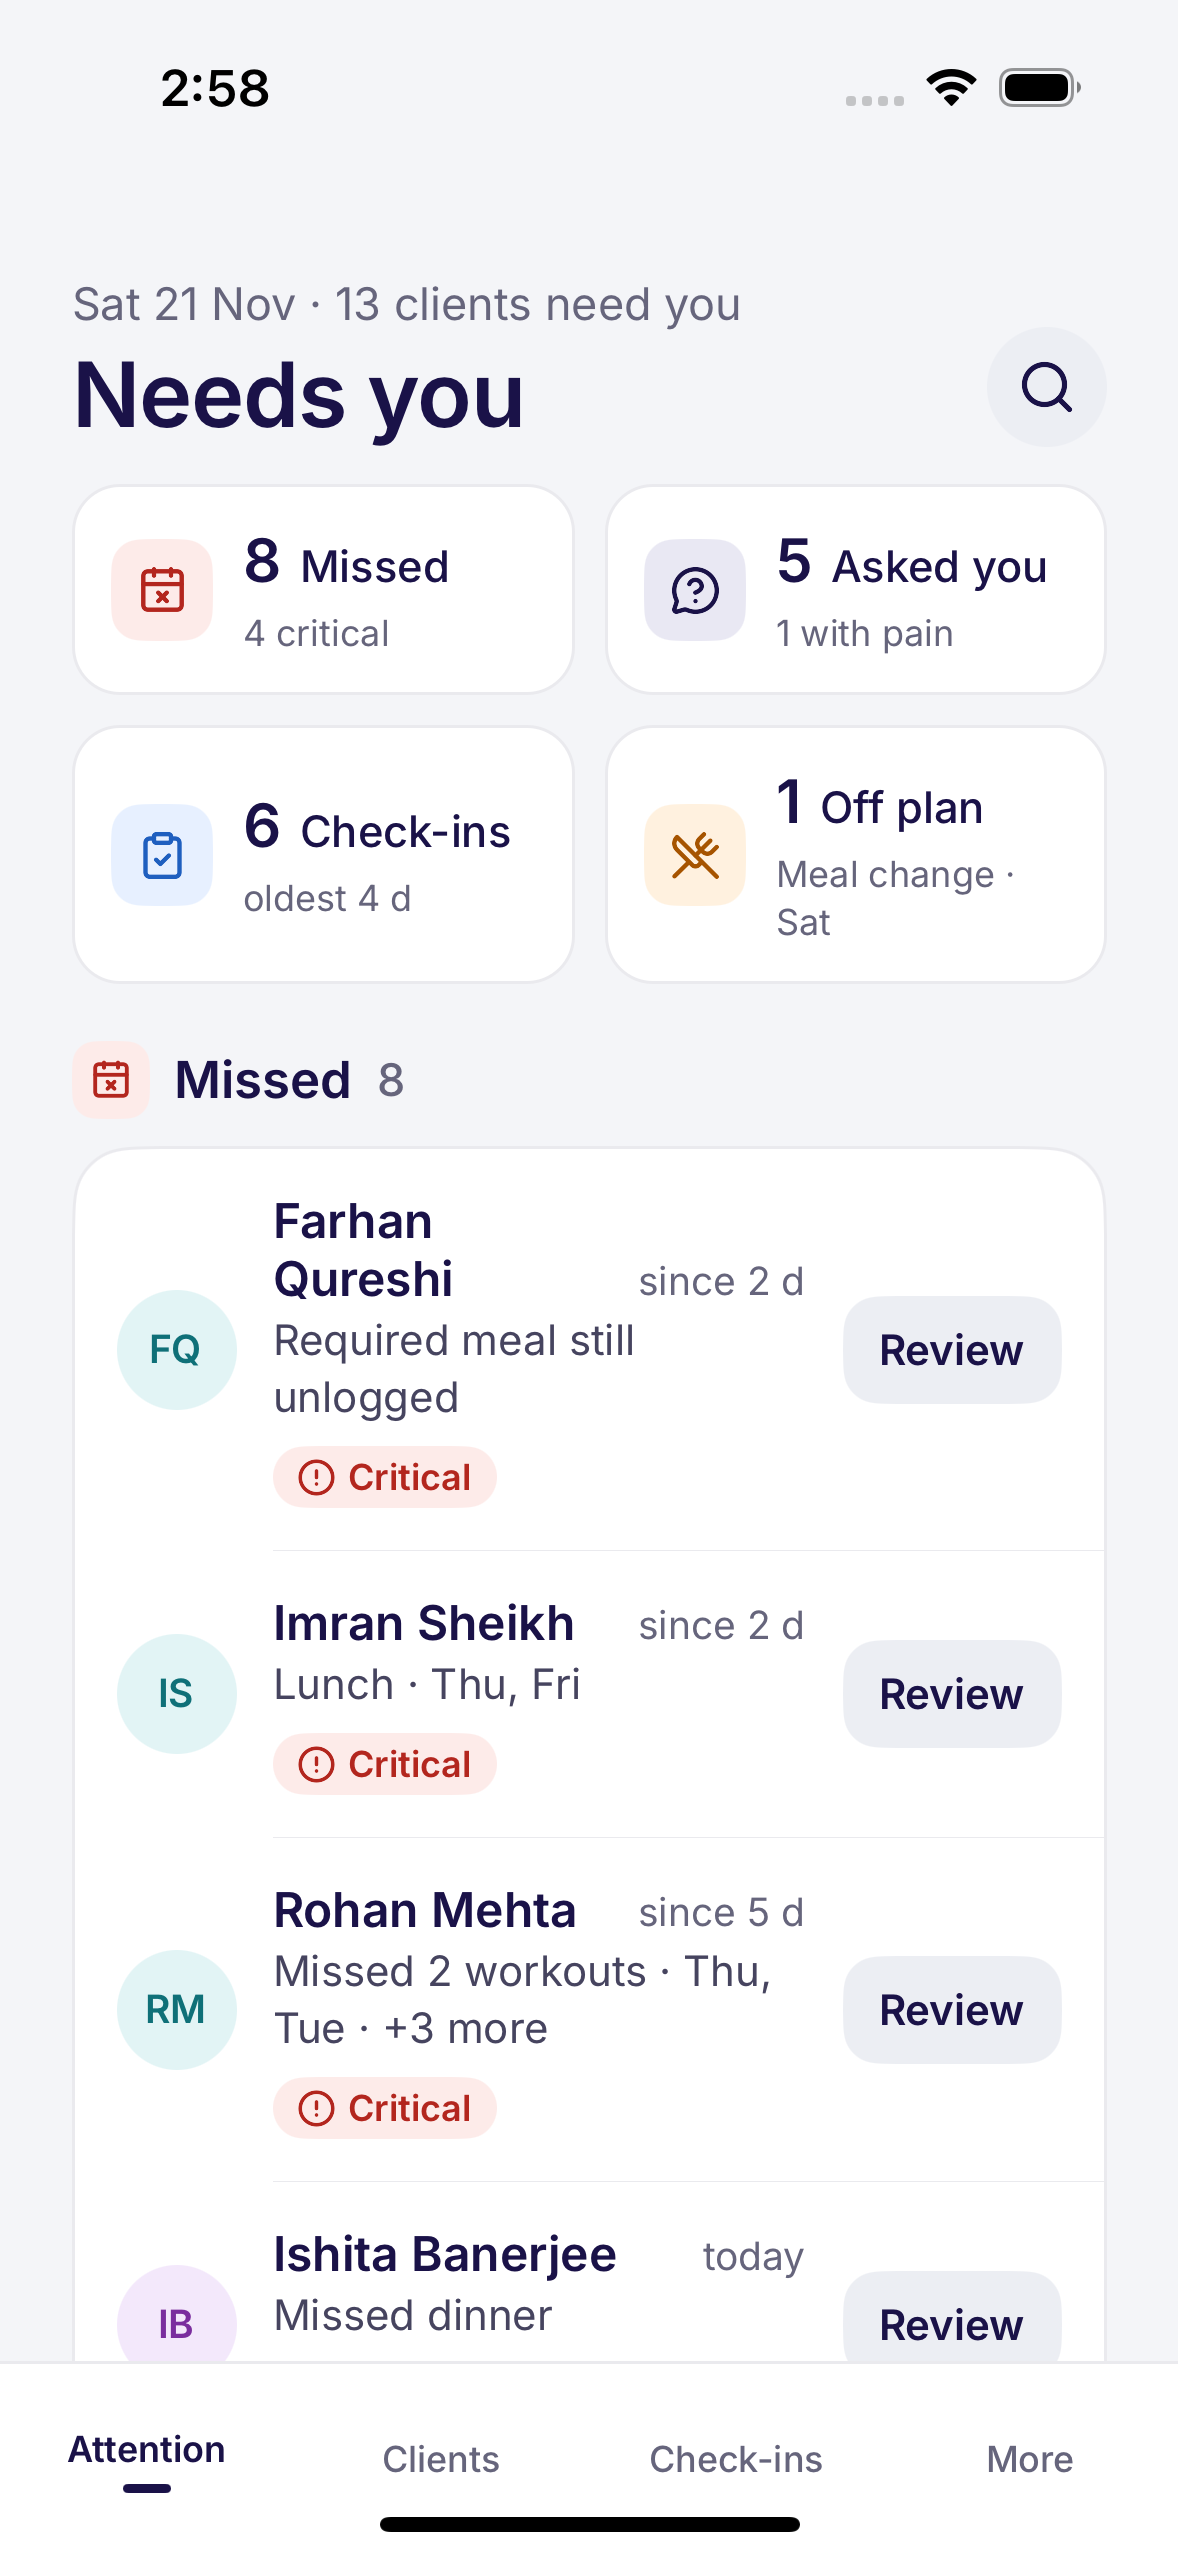 2:58
Sat 21 Nov · 13 clients need you
Needs you
8 Missed
4 critical
5 Asked you
1 with pain
6 Check-ins
oldest 4 d
1 Off plan
Meal change ·
Sat
Missed 8
Farhan
Qureshi
since 2 d
FQ
Required meal still
unlogged
Review
Critical
Imran Sheikh
since 2 d
IS
Lunch · Thu, Fri
Review
Critical
Rohan Mehta
since 5 d
RM
Missed 2 workouts · Thu,
Tue · +3 more
Review
Critical
Ishita Banerjee
today
IB
Missed dinner
Review
Attention
Clients
Check-ins
More